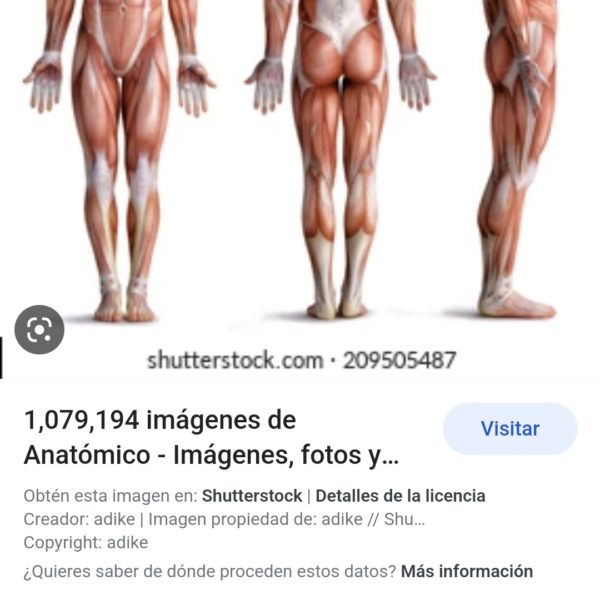 shutterstock.com · 209505487
1,079,194 imágenes de
Anatómico - Imágenes, fotos y...
Visitar
Obtén esta imagen en: Shutterstock | Detalles de la licencia
Creador: adike | Imagen propiedad de: adike // Shu...
Copyright: adike
¿Quieres saber de dónde proceden estos datos? Más información